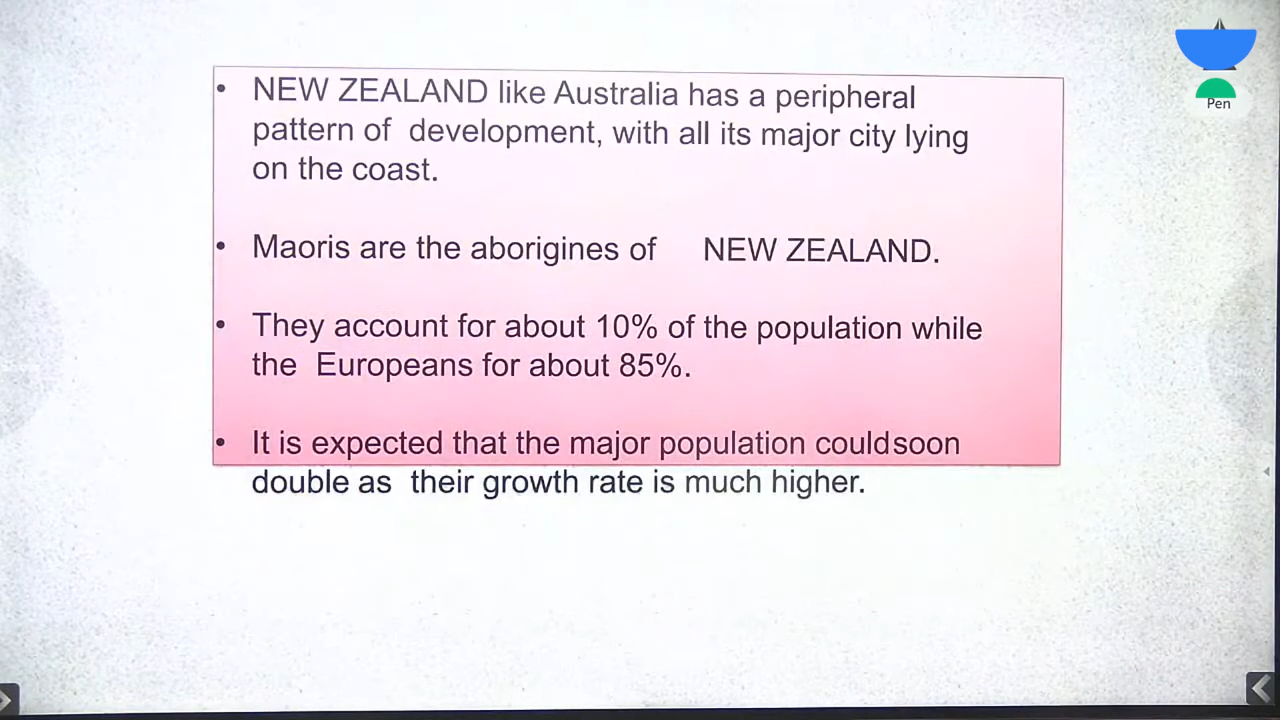 • NEW ZEALAND like Australia has a peripheral
pattern of development, with all its major city lying
on the coast.
• Maoris are the aborigines of NEW ZEALAND.
• They account for about 10% of the population while
the Europeans for about 85%.
• It is expected that the major population couldsoon
double as their growth rate is much higher.
Pen